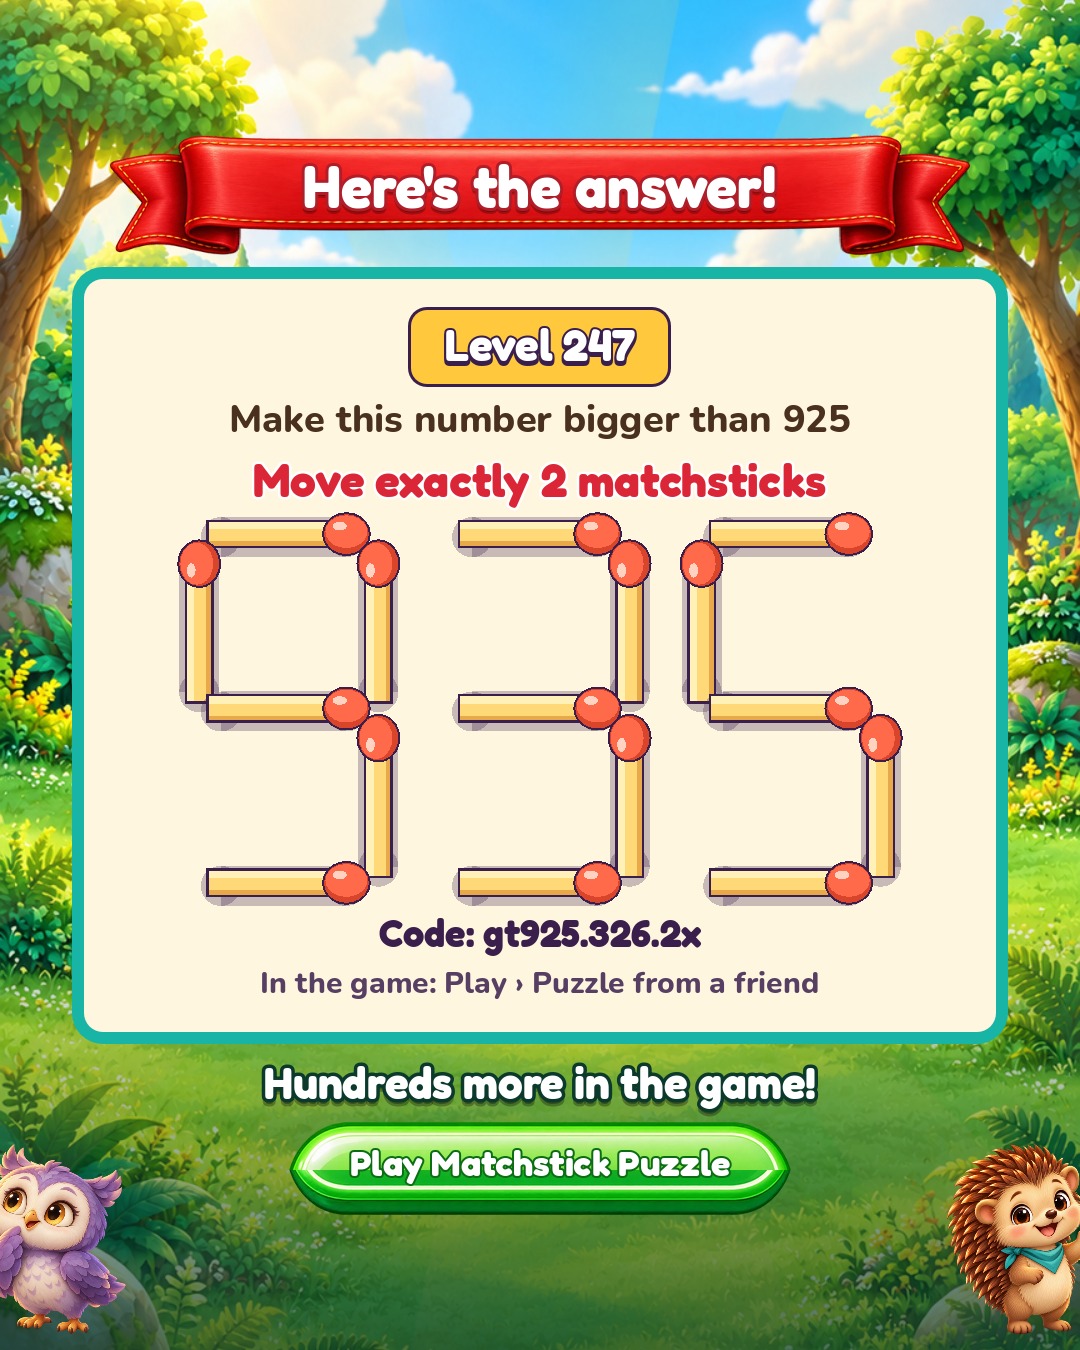 Here's the answer!
Level 247
Make this number bigger than 925
Move exactly 2 matchsticks
935
Code: gt925.326.2x
In the game: Play › Puzzle from a friend
Hundreds more in the game!
Play Matchstick Puzzle